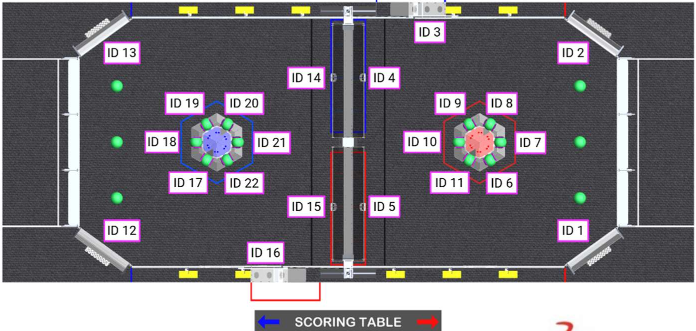 ID 3
ID 13
ID 2
ID 14
ID 4
ID 19
ID 20
ID 9
ID 8
ID 18
ID 21
ID 10
ID 7
ID 17
ID 22
ID 11
ID 6
ID 15
ID 5
ID 12
ID 1
ID 16
SCORING TABLE